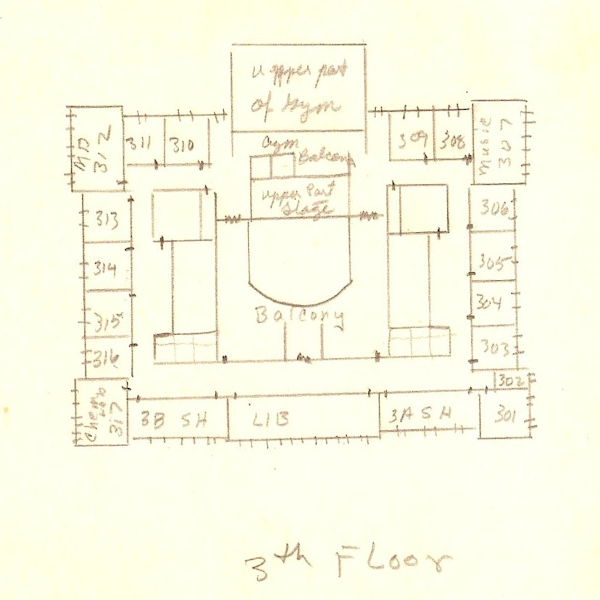 upper part
of Gym
Gym
Balcony
upper Part
Stage
Balcony
MD
312
311
310
309
308
Music
307
313
314
315
316
306
305
304
303
302
301
Chem
317
3B SH
LIB
3A SH
3th Floor